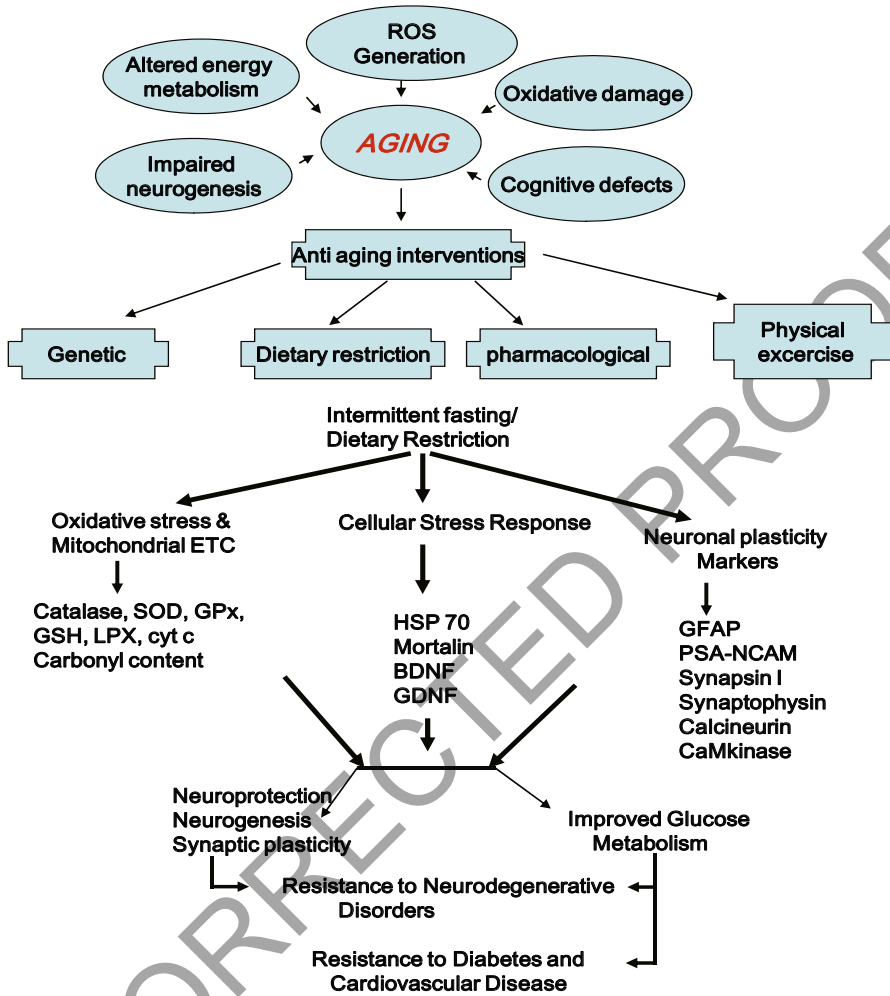 ROS
Generation
Altered energy
metabolism
Oxidative damage
AGING
Impaired
neurogenesis
Cognitive defects
Anti aging interventions
Genetic
Dietary restriction
pharmacological
Physical
excercise
Intermittent fasting/
Dietary Restriction
Oxidative stress &
Mitochondrial ETC
Cellular Stress Response
Neuronal plasticity
Markers
Catalase, SOD, GPx,
GSH, LPX, cyt c
Carbonyl content
HSP 70
Mortalin
BDNF
GDNF
GFAP
PSA-NCAM
Synapsin I
Synaptophysin
Calcineurin
CaMkinase
Neuroprotection
Neurogenesis
Synaptic plasticity
Improved Glucose
Metabolism
Resistance to Neurodegenerative
Disorders
Resistance to Diabetes and
Cardiovascular Disease
ORRECTED PROO